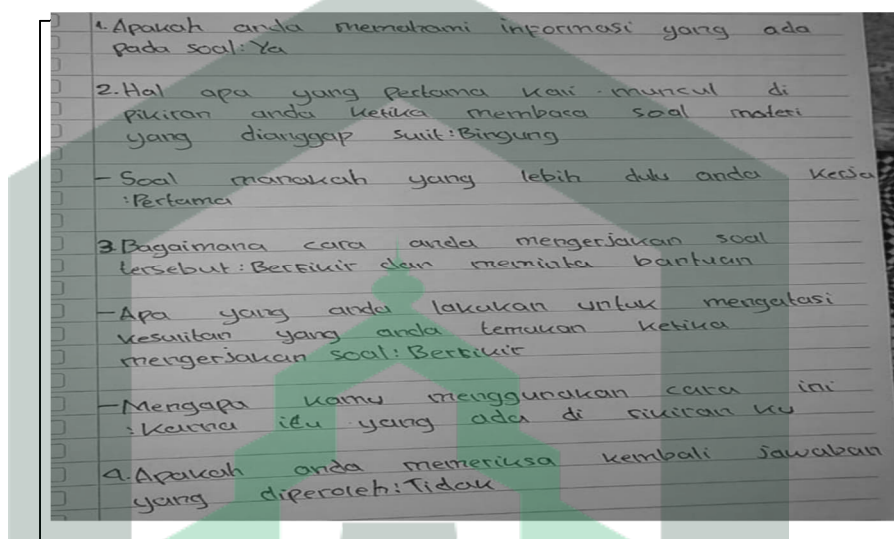 1. Apakah anda memahami informasi yang ada
pada soal: Ya
2. Hal apa yang Pertama kali muncul di
pikiran anda ketika membaca soal materi
yang dianggap sulit: Bingung
- Soal manakah yang lebih dulu anda kerja
: Pertama
3. Bagaimana cara anda mengerjakan soal
tersebut: Berfikir dan meminta bantuan
- Apa yang anda lakukan untuk mengatasi
kesulitan yang anda temukan ketika
mengerjakan soal: Berfikir
- Mengapa kamu menggunakan cara ini
: Karna itu yang ada di fikiran ku
4. Apakah anda memeriksa kembali jawaban
yang diperoleh: Tidak